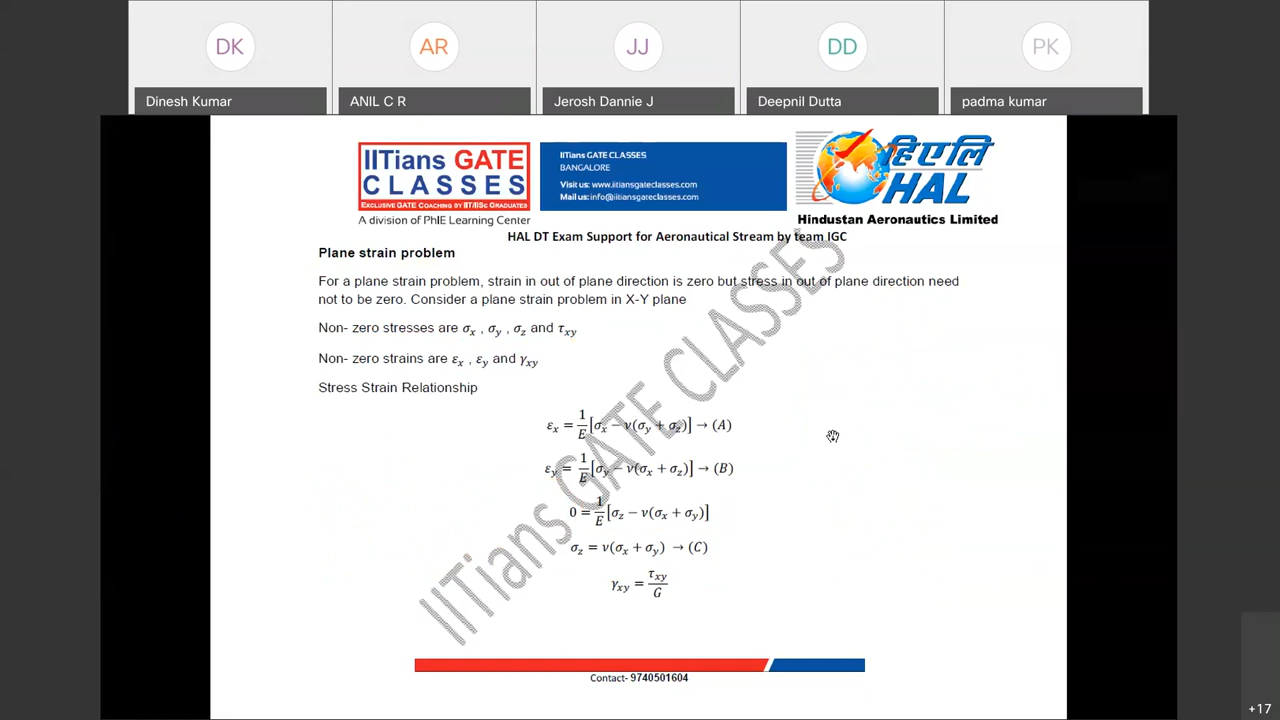 DK
AR
JJ
DD
PK
Dinesh Kumar
ANIL C R
Jerosh Dannie J
Deepnil Dutta
padma kumar
IITians GATE
CLASSES
EXCLUSIVE GATE COACHING BY IIT/IISc GRADUATES
A division of PhIE Learning Center
IITians GATE CLASSES
BANGALORE
Visit us: www.iitiansgateclasses.com
Mail us: info@iitiansgateclasses.com
हिएलि
HAL
Hindustan Aeronautics Limited
HAL DT Exam Support for Aeronautical Stream by team IGC
Plane strain problem
For a plane strain problem, strain in out of plane direction is zero but stress in out of plane direction need
not to be zero. Consider a plane strain problem in X-Y plane
Non- zero stresses are σx , σy , σz and τxy
Non- zero strains are εx , εy and γxy
Stress Strain Relationship
εx = 1/E [σx − ν(σy + σz)] → (A)
εy = 1/E [σy − ν(σx + σz)] → (B)
0 = 1/E [σz − ν(σx + σy)]
σz = ν(σx + σy) → (C)
γxy = τxy/G
IITians GATE CLASSES
Contact- 9740501604
+17